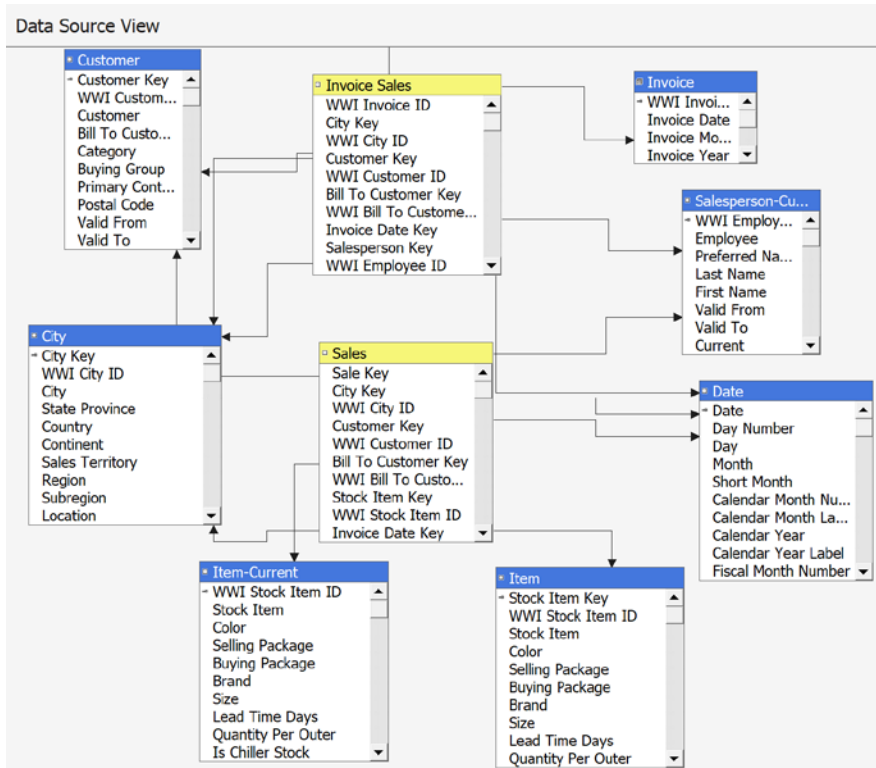 Data Source View
Customer
Customer Key
WWI Custom...
Customer
Bill To Custo...
Category
Buying Group
Primary Cont...
Postal Code
Valid From
Valid To
Invoice Sales
WWI Invoice ID
City Key
WWI City ID
Customer Key
WWI Customer ID
Bill To Customer Key
WWI Bill To Custome...
Invoice Date Key
Salesperson Key
WWI Employee ID
Invoice
WWI Invoi...
Invoice Date
Invoice Mo...
Invoice Year
Salesperson-Cu...
WWI Employ...
Employee
Preferred Na...
Last Name
First Name
Valid From
Valid To
Current
City
City Key
WWI City ID
City
State Province
Country
Continent
Sales Territory
Region
Subregion
Location
Sales
Sale Key
City Key
WWI City ID
Customer Key
WWI Customer ID
Bill To Customer Key
WWI Bill To Custo...
Stock Item Key
WWI Stock Item ID
Invoice Date Key
Date
Date
Day Number
Day
Month
Short Month
Calendar Month Nu...
Calendar Month La...
Calendar Year
Calendar Year Label
Fiscal Month Number
Item-Current
WWI Stock Item ID
Stock Item
Color
Selling Package
Buying Package
Brand
Size
Lead Time Days
Quantity Per Outer
Is Chiller Stock
Item
Stock Item Key
WWI Stock Item ID
Stock Item
Color
Selling Package
Buying Package
Brand
Size
Lead Time Days
Quantity Per Outer